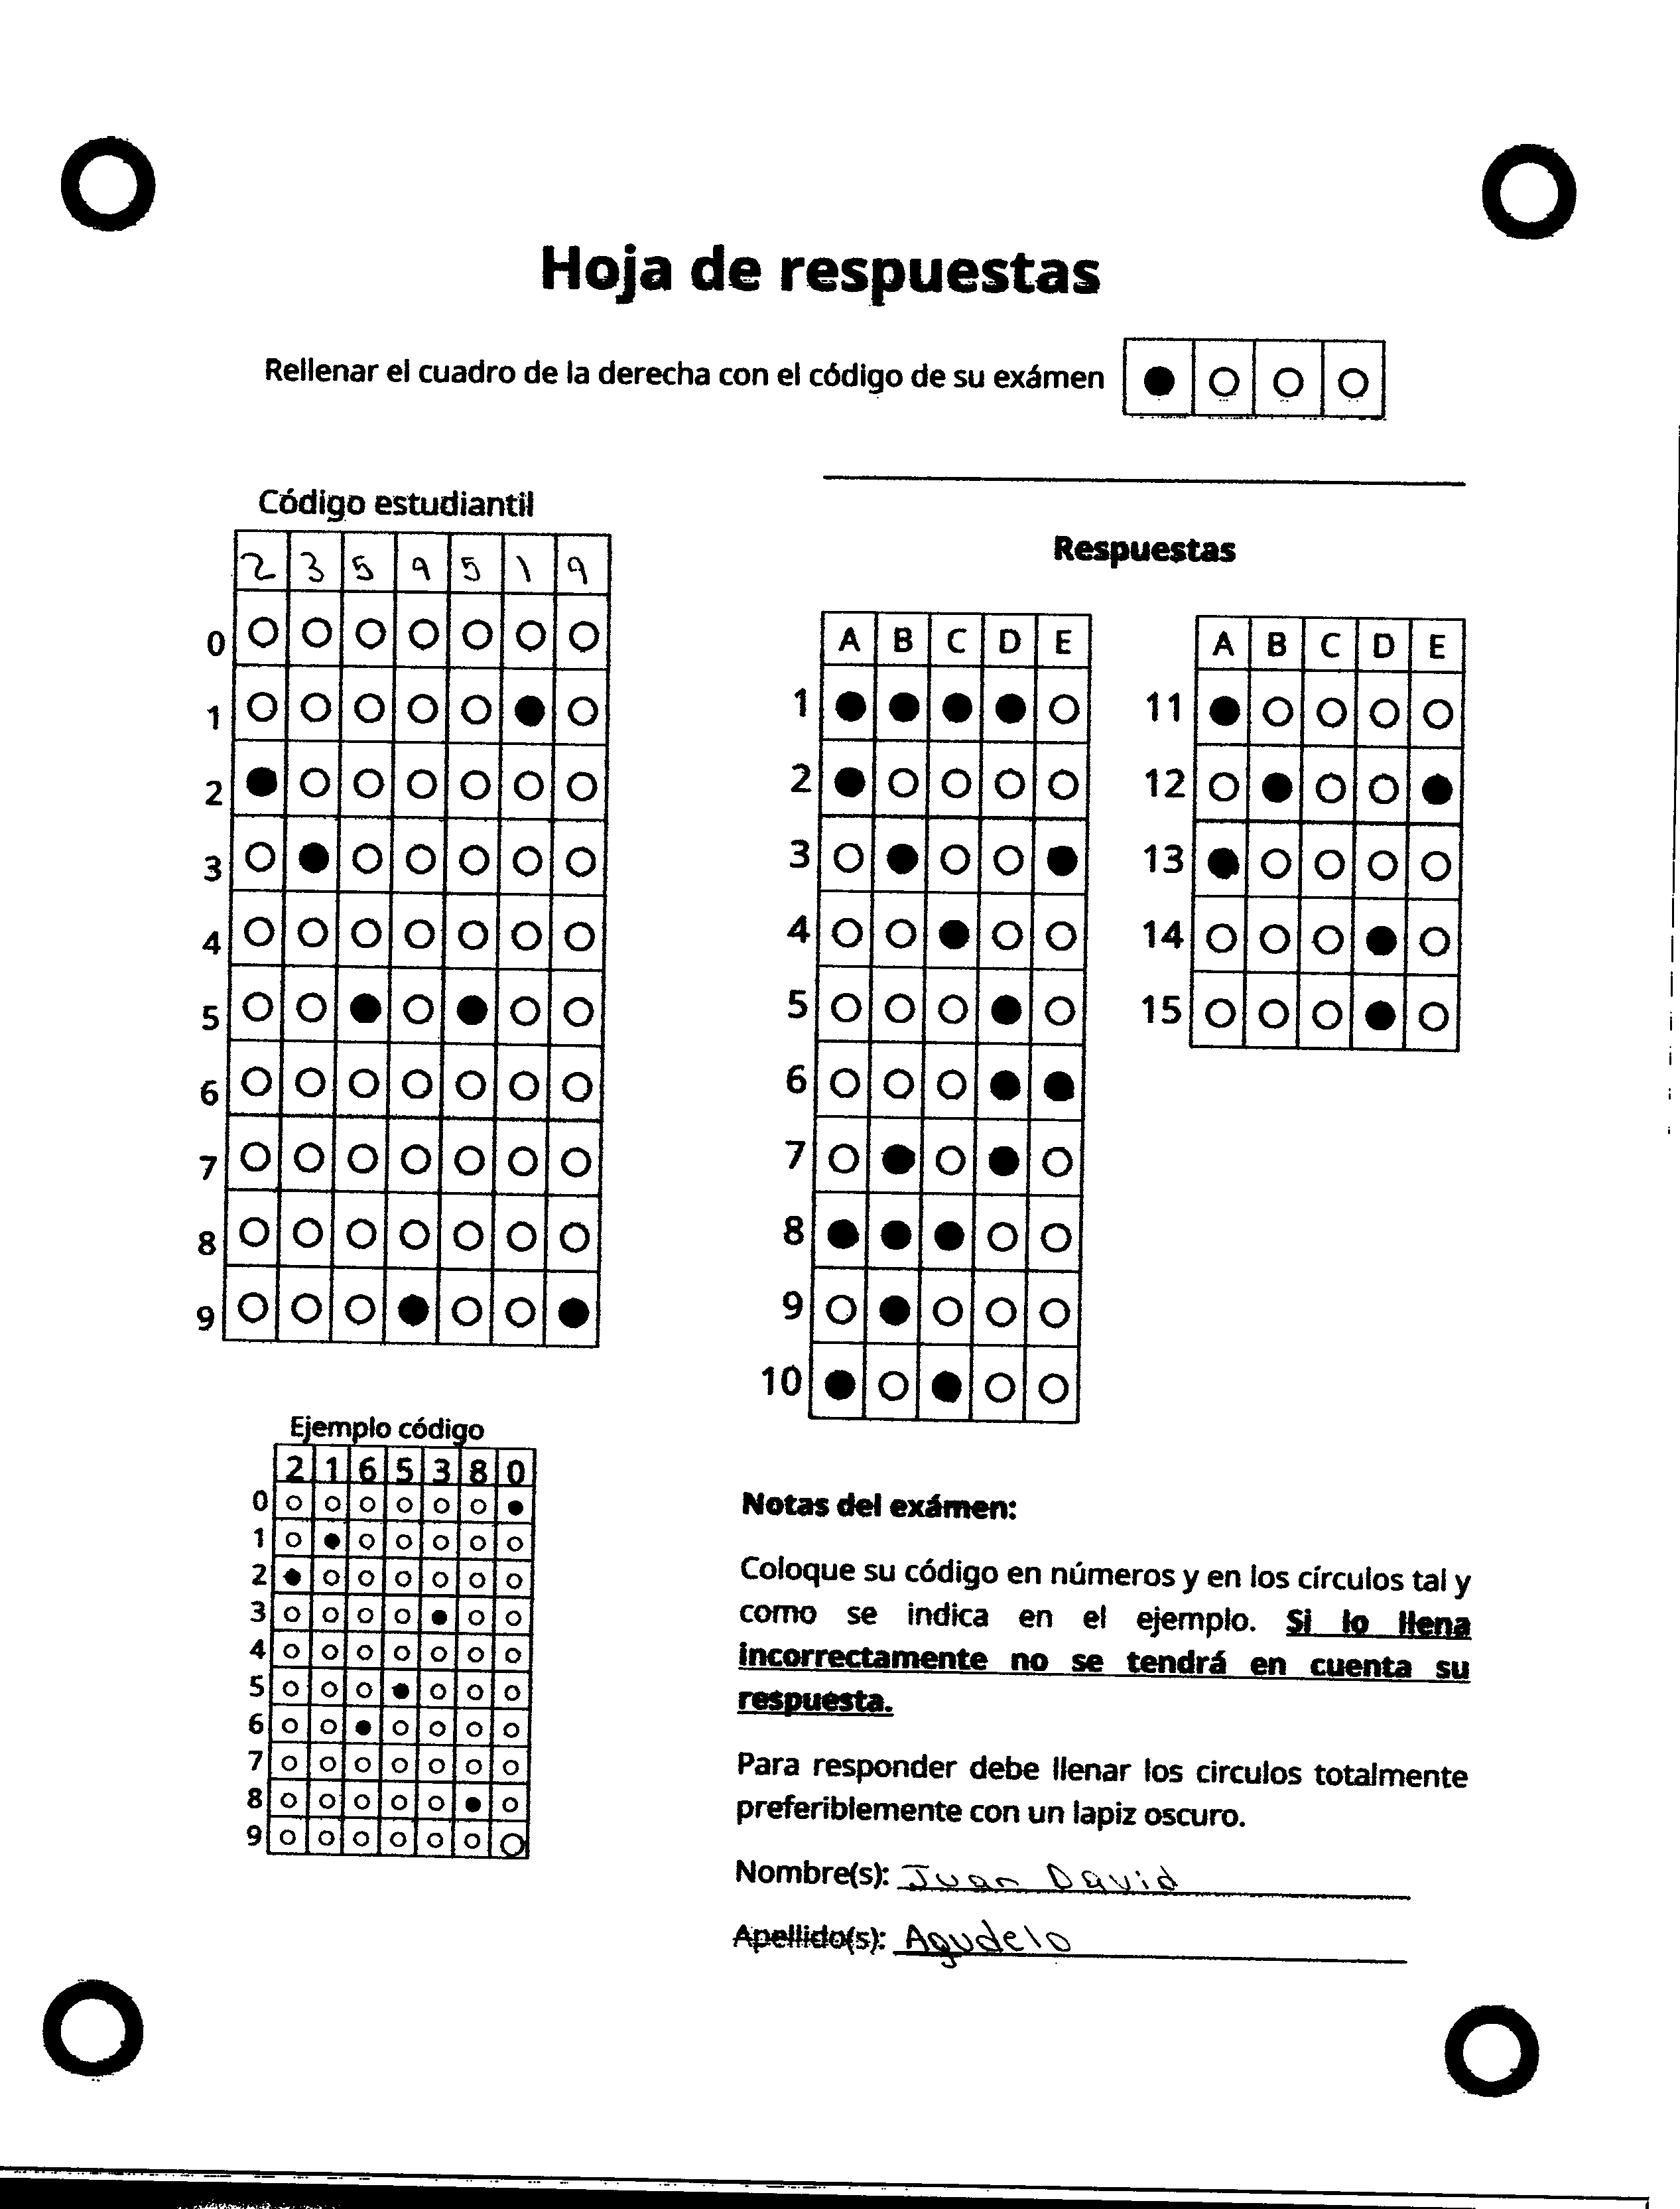 Hoja de respuestas
Rellenar el cuadro de la derecha con el código de su exámen
Código estudiantil
2 3 5 9 5 1 9
0
1
2
3
4
5
6
7
8
9
Respuestas
A B C D E
1
2
3
4
5
6
7
8
9
10
A B C D E
11
12
13
14
15
Ejemplo código
2 1 6 5 3 8 0
0
1
2
3
4
5
6
7
8
9
Notas del exámen:
Coloque su código en números y en los círculos tal y
como se indica en el ejemplo. Si lo llena
incorrectamente no se tendrá en cuenta su
respuesta.
Para responder debe llenar los circulos totalmente
preferiblemente con un lapiz oscuro.
Nombre(s): Juan David
Apellido(s): Agudelo